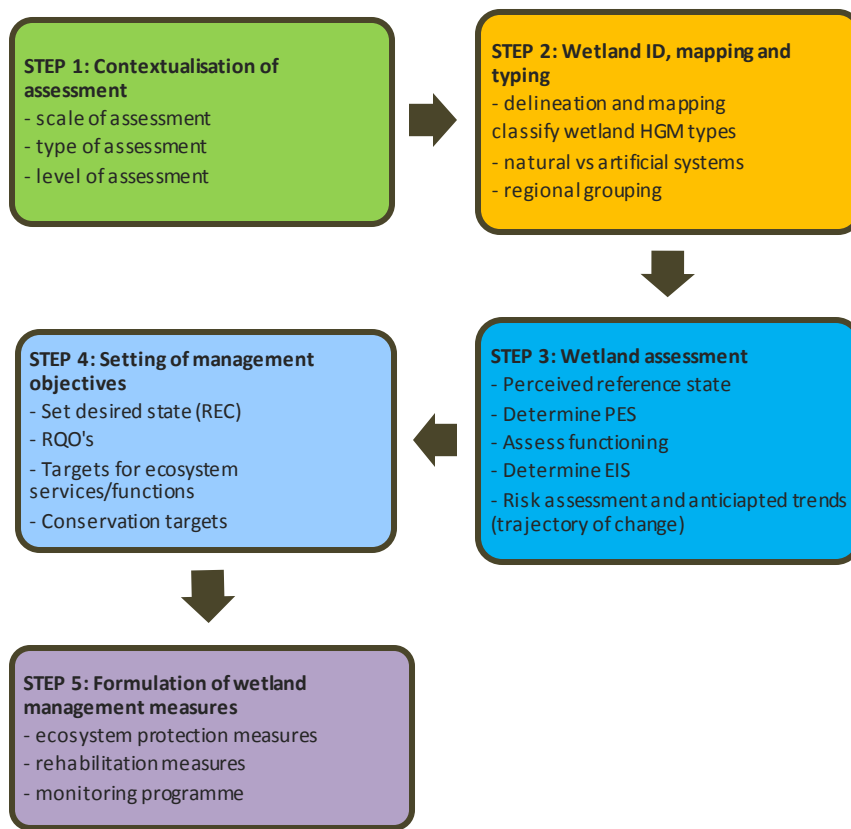 STEP 1: Contextualisation of
assessment
- scale of assessment
- type of assessment
- level of assessment
STEP 2: Wetland ID, mapping and
typing
- delineation and mapping
classify wetland HGM types
- natural vs artificial systems
- regional grouping
STEP 3: Wetland assessment
- Perceived reference state
- Determine PES
- Assess functioning
- Determine EIS
- Risk assessment and anticiapted trends
(trajectory of change)
STEP 4: Setting of management
objectives
- Set desired state (REC)
- RQO's
- Targets for ecosystem
services/functions
- Conservation targets
STEP 5: Formulation of wetland
management measures
- ecosystem protection measures
- rehabilitation measures
- monitoring programme